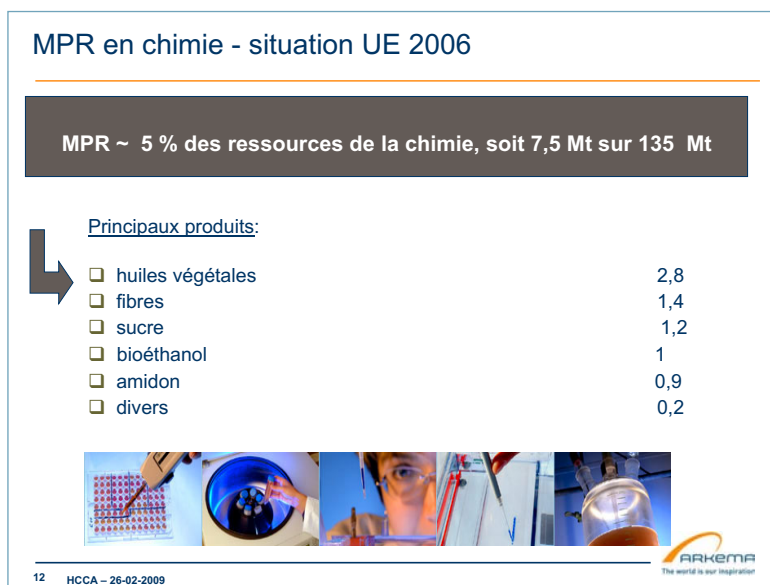 MPR en chimie - situation UE 2006
MPR ~ 5 % des ressources de la chimie, soit 7,5 Mt sur 135 Mt
Principaux produits:
huiles végétales 2,8
fibres 1,4
sucre 1,2
bioéthanol 1
amidon 0,9
divers 0,2
ARKEMA
The world is our inspiration
12 HCCA – 26-02-2009